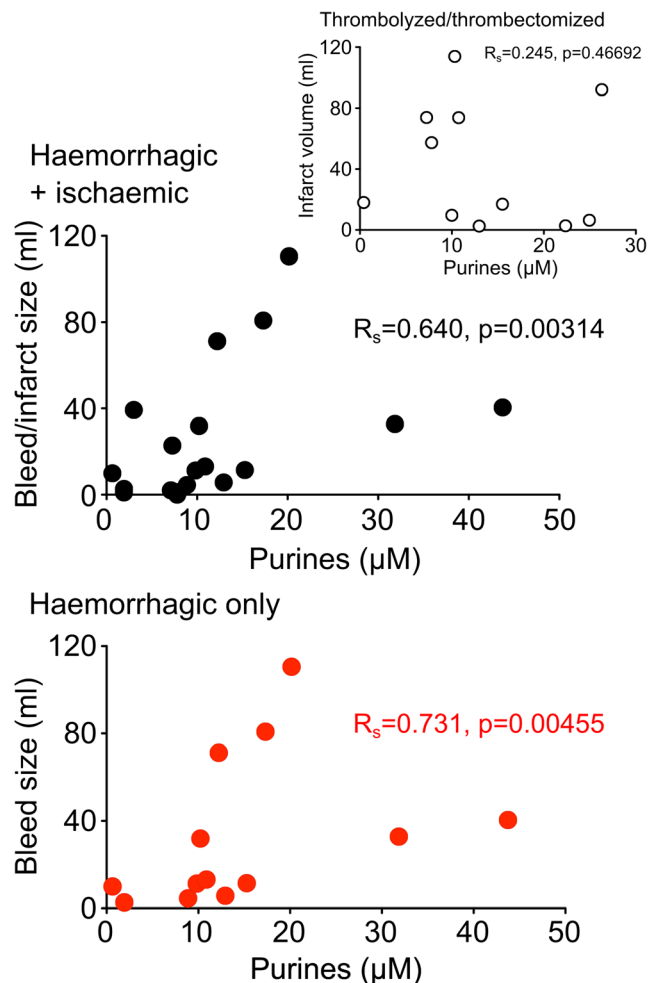 Thrombolyzed/thrombectomized
120
80
40
0
Infarct volume (ml)
Rs=0.245, p=0.46692
0 10 20 30
Purines (µM)
Haemorrhagic
+ ischaemic
120
80
40
0
Bleed/infarct size (ml)
Rs=0.640, p=0.00314
0 10 20 30 40 50
Purines (µM)
Haemorrhagic only
120
80
40
0
Bleed size (ml)
Rs=0.731, p=0.00455
0 10 20 30 40 50
Purines (µM)